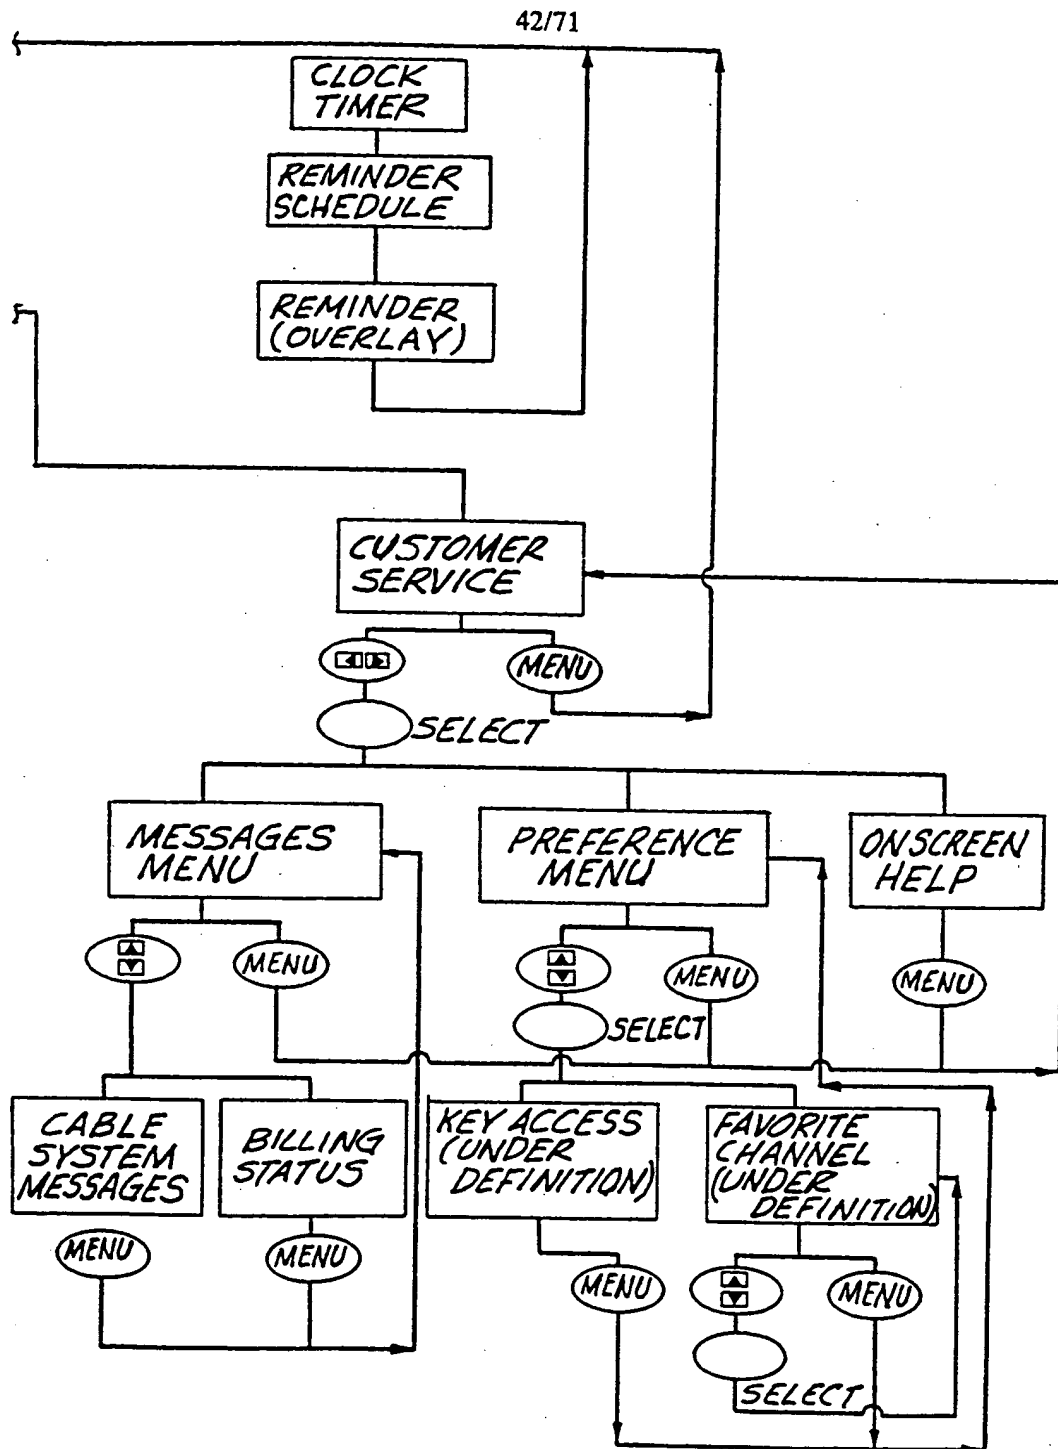 42/71
CLOCK
TIMER
REMINDER
SCHEDULE
REMINDER
(OVERLAY)
CUSTOMER
SERVICE
MENU
SELECT
MESSAGES
MENU
PREFERENCE
MENU
ON SCREEN
HELP
MENU
MENU
MENU
SELECT
CABLE
SYSTEM
MESSAGES
BILLING
STATUS
KEY ACCESS
(UNDER
DEFINITION)
FAVORITE
CHANNEL
(UNDER
DEFINITION)
MENU
MENU
MENU
MENU
SELECT